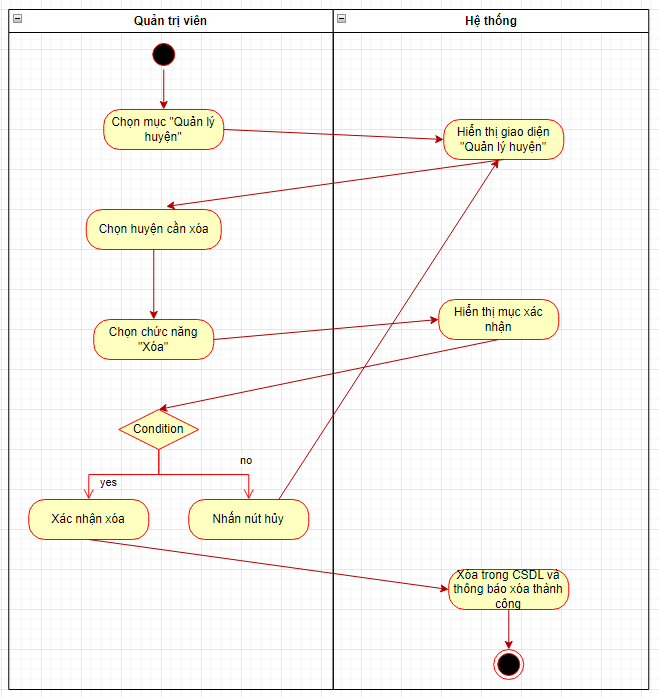 Quản trị viên
Hệ thống
Chọn mục "Quản lý
huyện"
Hiển thị giao diện
"Quản lý huyện"
Chọn huyện cần xóa
Chọn chức năng
"Xóa"
Hiển thị mục xác
nhận
Condition
no
yes
Xác nhận xóa
Nhấn nút hủy
Xóa trong CSDL và
thông báo xóa thành
công